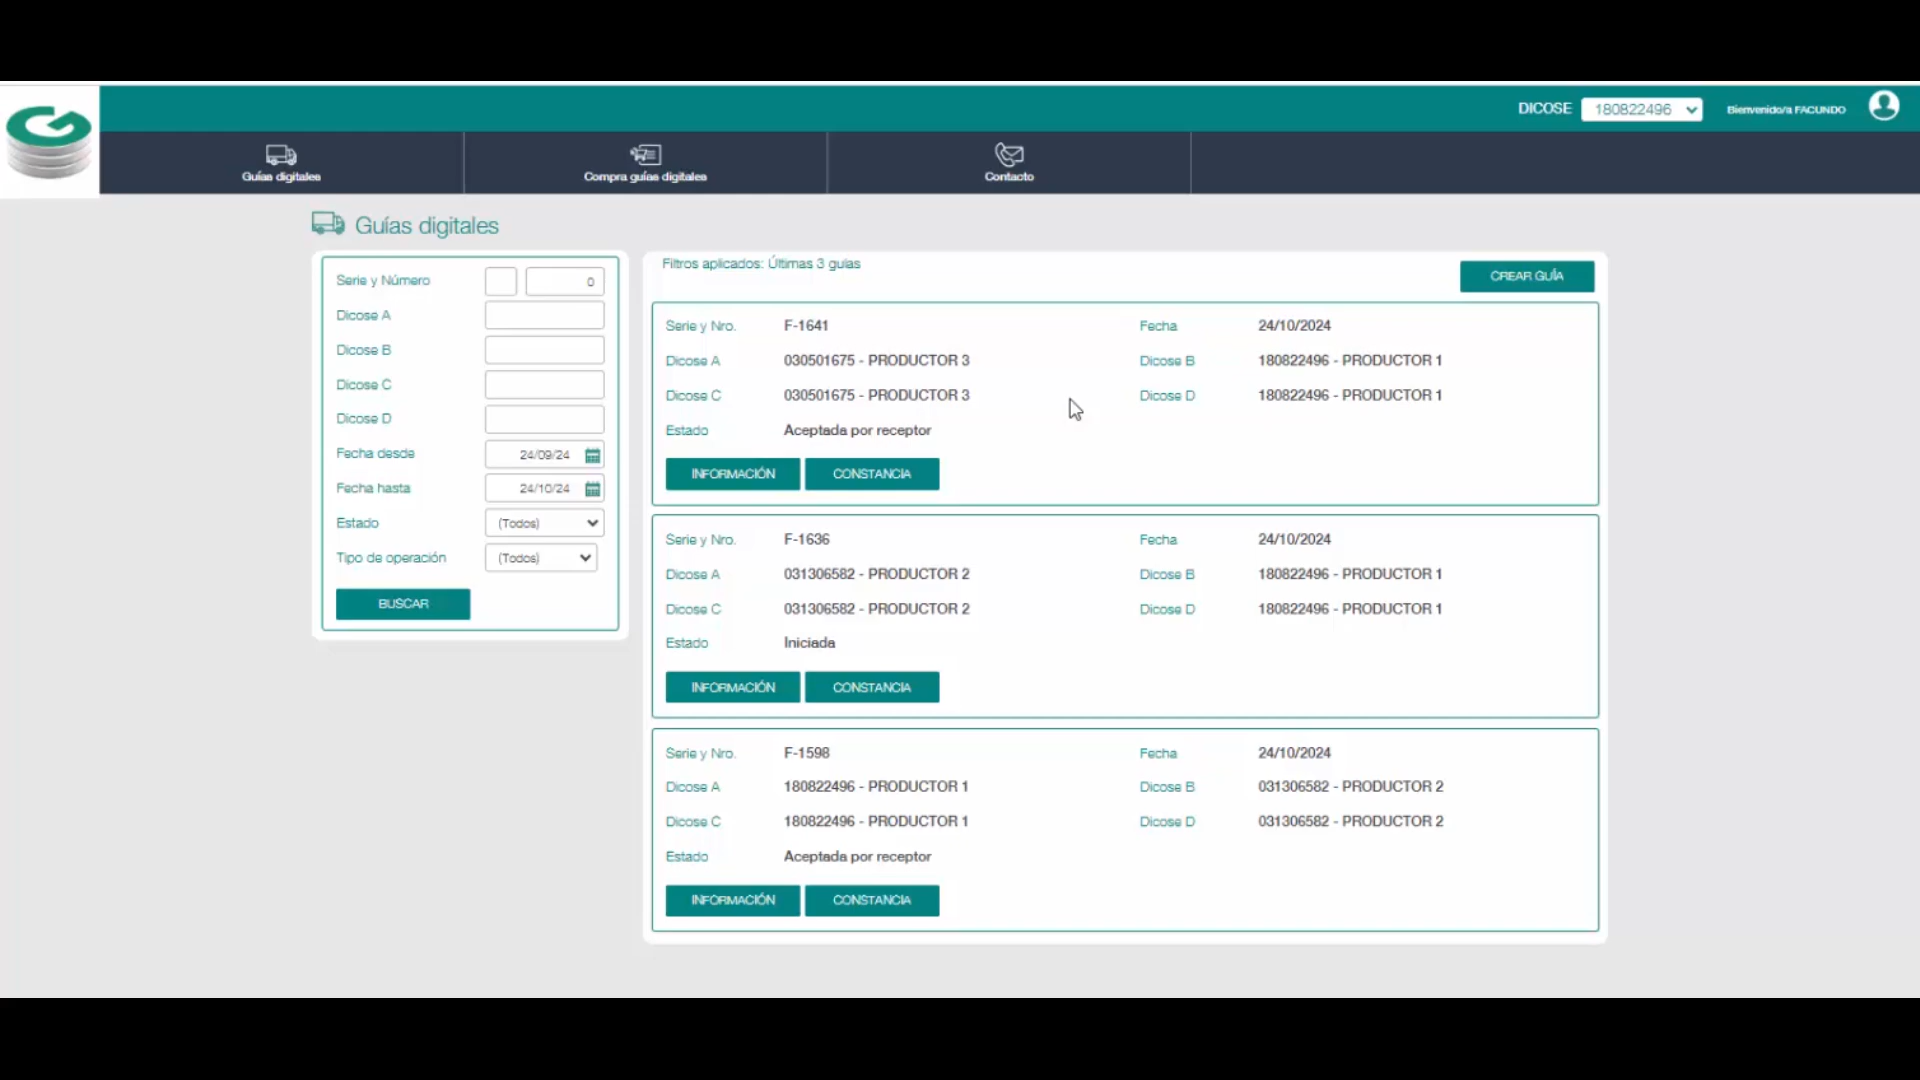 DICOSE 180822496 Bienvenido/a FACUNDO
Guías digitales
Compra guías digitales
Contacto
Guías digitales
Serie y Número 0
Dicose A
Dicose B
Dicose C
Dicose D
Fecha desde 24/09/24
Fecha hasta 24/10/24
Estado (Todos)
Tipo de operación (Todos)
BUSCAR
Filtros aplicados: Últimas 3 guías
CREAR GUÍA
Serie y Nro. F-1641 Fecha 24/10/2024
Dicose A 030501675 - PRODUCTOR 3 Dicose B 180822496 - PRODUCTOR 1
Dicose C 030501675 - PRODUCTOR 3 Dicose D 180822496 - PRODUCTOR 1
Estado Aceptada por receptor
INFORMACIÓN CONSTANCIA
Serie y Nro. F-1636 Fecha 24/10/2024
Dicose A 031306582 - PRODUCTOR 2 Dicose B 180822496 - PRODUCTOR 1
Dicose C 031306582 - PRODUCTOR 2 Dicose D 180822496 - PRODUCTOR 1
Estado Iniciada
INFORMACIÓN CONSTANCIA
Serie y Nro. F-1598 Fecha 24/10/2024
Dicose A 180822496 - PRODUCTOR 1 Dicose B 031306582 - PRODUCTOR 2
Dicose C 180822496 - PRODUCTOR 1 Dicose D 031306582 - PRODUCTOR 2
Estado Aceptada por receptor
INFORMACIÓN CONSTANCIA